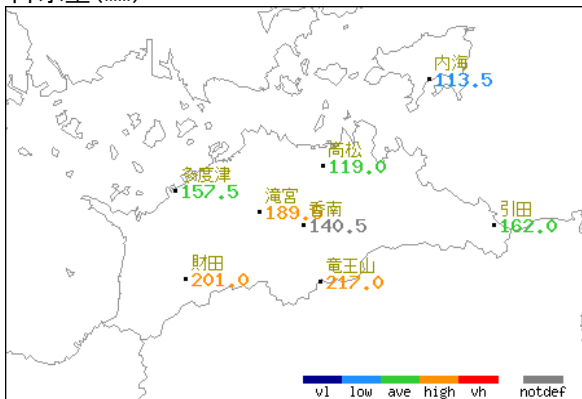 内海
113.5
高松
119.0
多度津
157.5
滝宮
189.
香南
140.5
引田
162.0
財田
201.0
竜王山
217.0
vl low ave high vh notdef